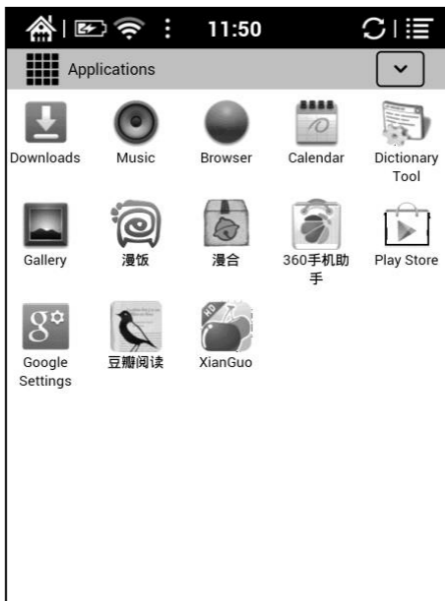 11:50
Applications
Downloads
Music
Browser
Calendar
Dictionary
Tool
Gallery
漫饭
漫合
360手机助
手
Play Store
Google
Settings
豆瓣阅读
XianGuo
HD